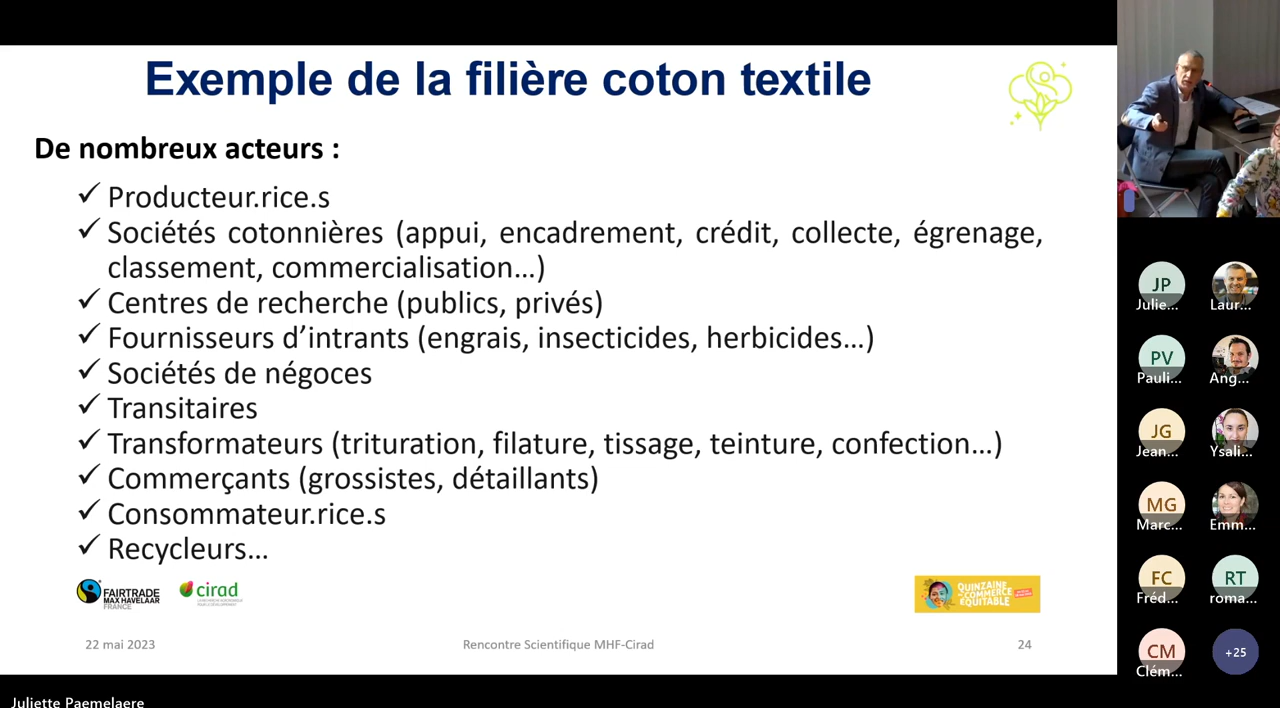 Exemple de la filière coton textile
De nombreux acteurs :
✓ Producteur.rice.s
✓ Sociétés cotonnières (appui, encadrement, crédit, collecte, égrenage,
classement, commercialisation…)
✓ Centres de recherche (publics, privés)
✓ Fournisseurs d’intrants (engrais, insecticides, herbicides…)
✓ Sociétés de négoces
✓ Transitaires
✓ Transformateurs (trituration, filature, tissage, teinture, confection…)
✓ Commerçants (grossistes, détaillants)
✓ Consommateur.rice.s
✓ Recycleurs…
FAIRTRADE
MAX HAVELAAR
FRANCE
cirad
QUINZAINE
COMMERCE
ÉQUITABLE
22 mai 2023
Rencontre Scientifique MHF-Cirad
24
JP
Julie...
Laur...
PV
Pauli...
Ang...
JG
Jean...
Ysali...
MG
Marc...
Emm...
FC
Fréd...
RT
roma...
CM
Clém...
+25
Juliette Paemelaere